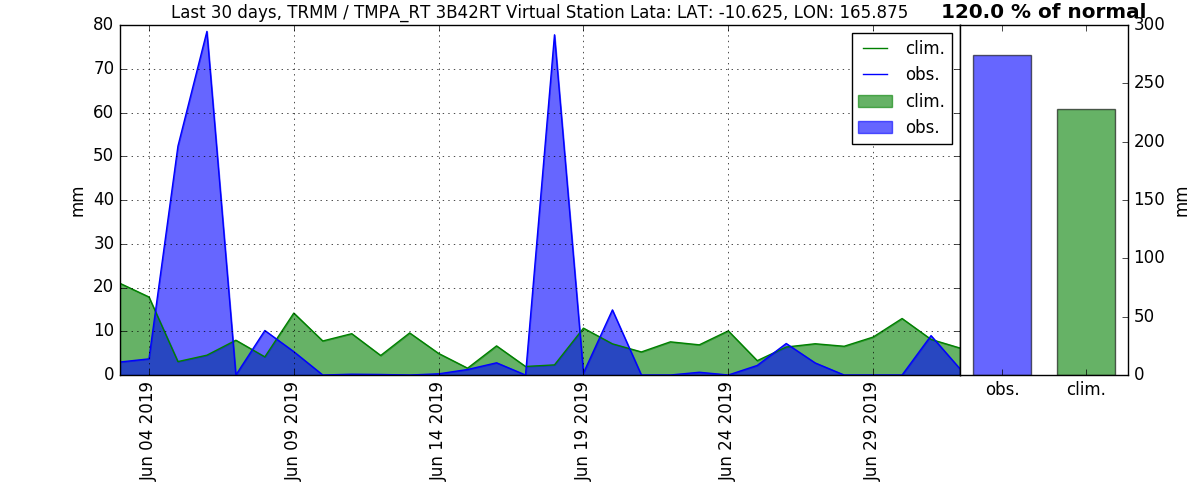 Last 30 days, TRMM / TMPA_RT 3B42RT Virtual Station Lata: LAT: -10.625, LON: 165.875
120.0 % of normal
80
70
60
50
40
30
20
10
0
mm
clim.
obs.
clim.
obs.
Jun 04 2019
Jun 09 2019
Jun 14 2019
Jun 19 2019
Jun 24 2019
Jun 29 2019
300
250
200
150
100
50
0
mm
obs.
clim.